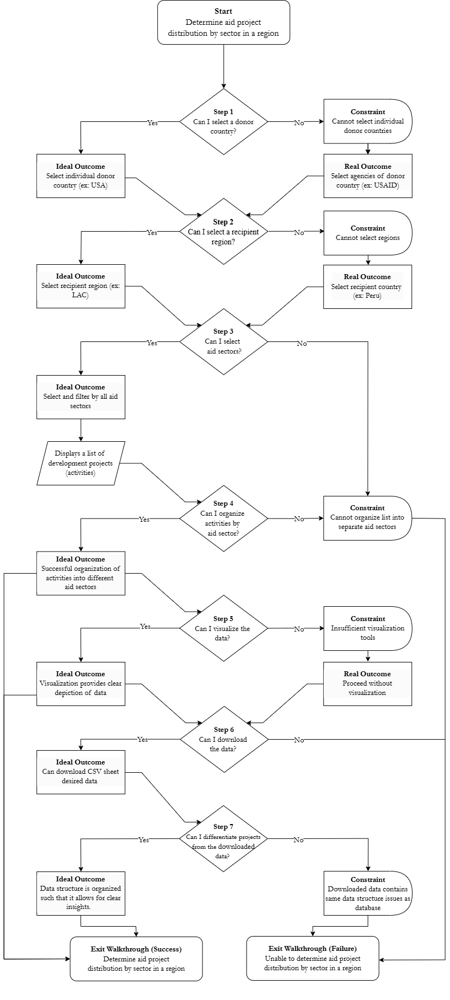 Start
Determine aid project
distribution by sector in a region
Step 1
Can I select a donor
country?
Yes
No
Constraint
Cannot select individual
donor countries
Ideal Outcome
Select individual donor
country (ex: USA)
Real Outcome
Select agencies of donor
country (ex: USAID)
Step 2
Can I select a recipient
region?
Yes
No
Constraint
Cannot select regions
Ideal Outcome
Select recipient region (ex:
LAC)
Real Outcome
Select recipient country
(ex: Peru)
Step 3
Can I select
aid sectors?
Yes
No
Ideal Outcome
Select and filter by all aid
sectors
Displays a list of
development projects
(activities)
Step 4
Can I organize
activities by
aid sector?
Yes
No
Constraint
Cannot organize list into
separate aid sectors
Ideal Outcome
Successful organization of
activities into different
aid sectors
Step 5
Can I visualize the
data?
Yes
No
Constraint
Insufficient visualization
tools
Ideal Outcome
Visualization provides clear
depiction of data
Real Outcome
Proceed without
visualization
Step 6
Can I download
the data?
Yes
No
Ideal Outcome
Can download CSV sheet
desired data
Step 7
Can I differentiate projects
from the downloaded
data?
Yes
No
Ideal Outcome
Data structure is organized
such that it allows for clear
insights.
Constraint
Downloaded data contains
same data structure issues as
database
Exit Walkthrough (Success)
Determine aid project
distribution by sector in a region
Exit Walkthrough (Failure)
Unable to determine aid project
distribution by sector in a region